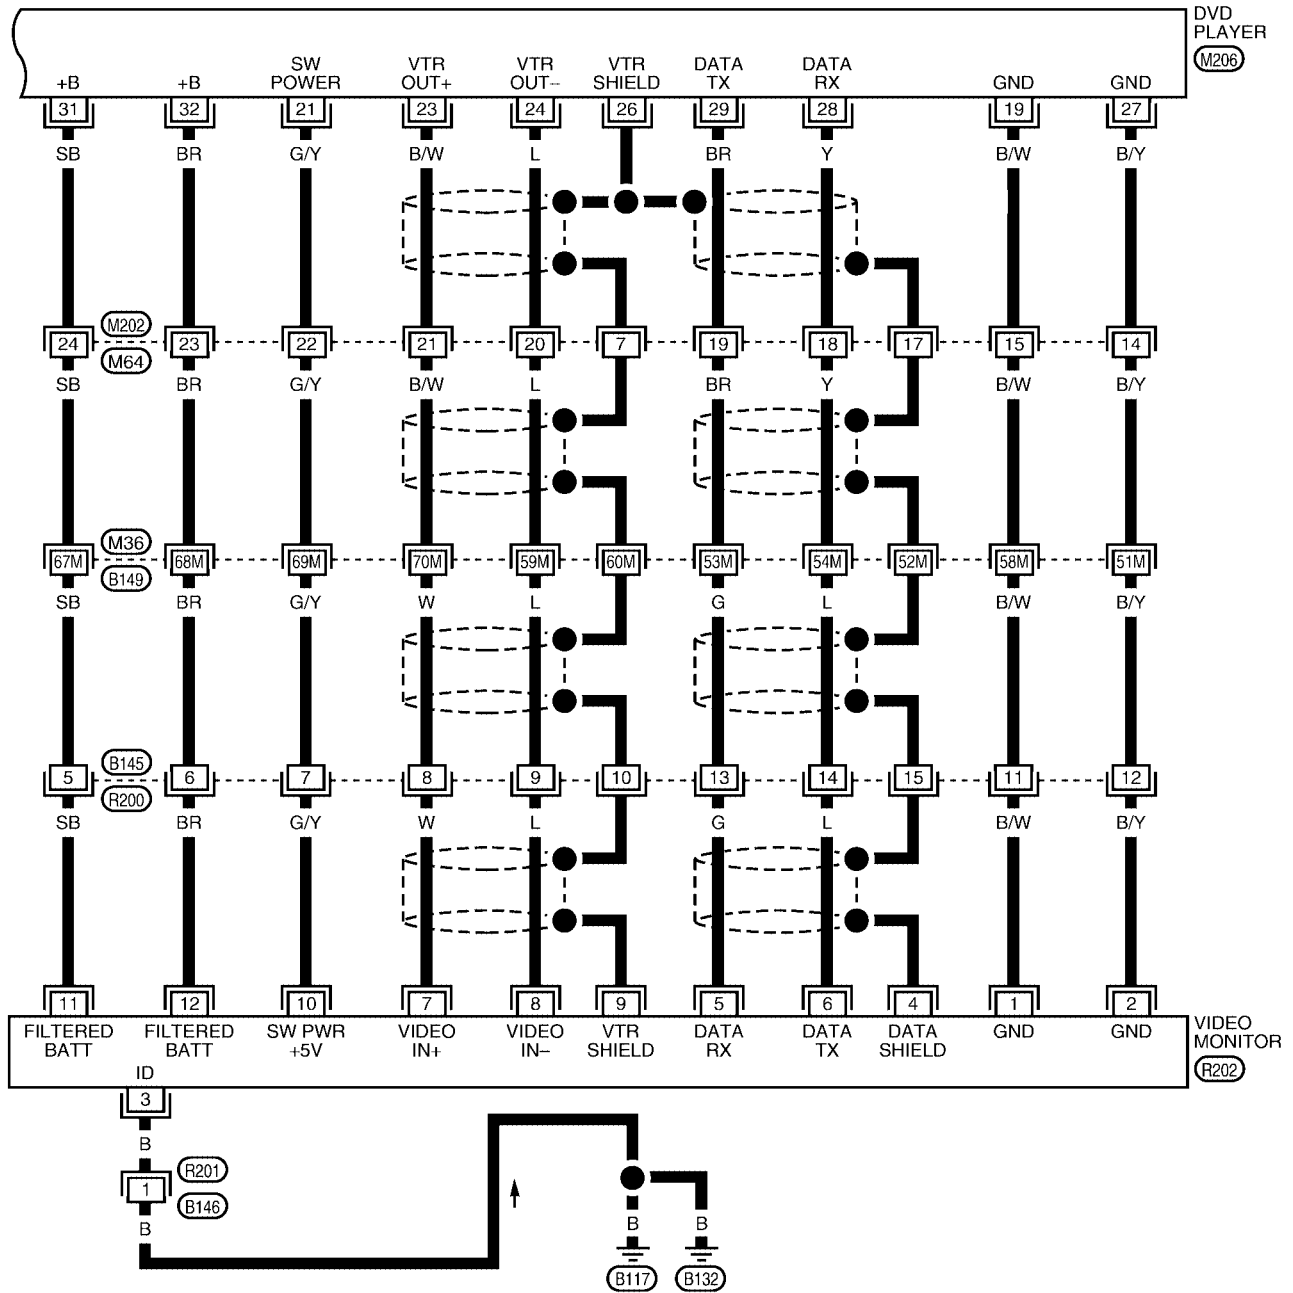 DVD
PLAYER
M206
+B +B SW POWER VTR OUT+ VTR OUT– VTR SHIELD DATA TX DATA RX GND GND
31 32 21 23 24 26 29 28 19 27
SB BR G/Y B/W L BR Y B/W B/Y
M202
24 23 22 21 20 7 19 18 17 15 14
M64
SB BR G/Y B/W L BR Y B/W B/Y
M36
67M 68M 69M 70M 59M 60M 53M 54M 52M 58M 51M
B149
SB BR G/Y W L G L B/W B/Y
B145
5 6 7 8 9 10 13 14 15 11 12
R200
SB BR G/Y W L G L B/W B/Y
11 12 10 7 8 9 5 6 4 1 2
FILTERED BATT FILTERED BATT SW PWR +5V VIDEO IN+ VIDEO IN– VTR SHIELD DATA RX DATA TX DATA SHIELD GND GND
VIDEO
MONITOR
R202
ID
3
B
R201
1
B146
B
B B
B117 B132